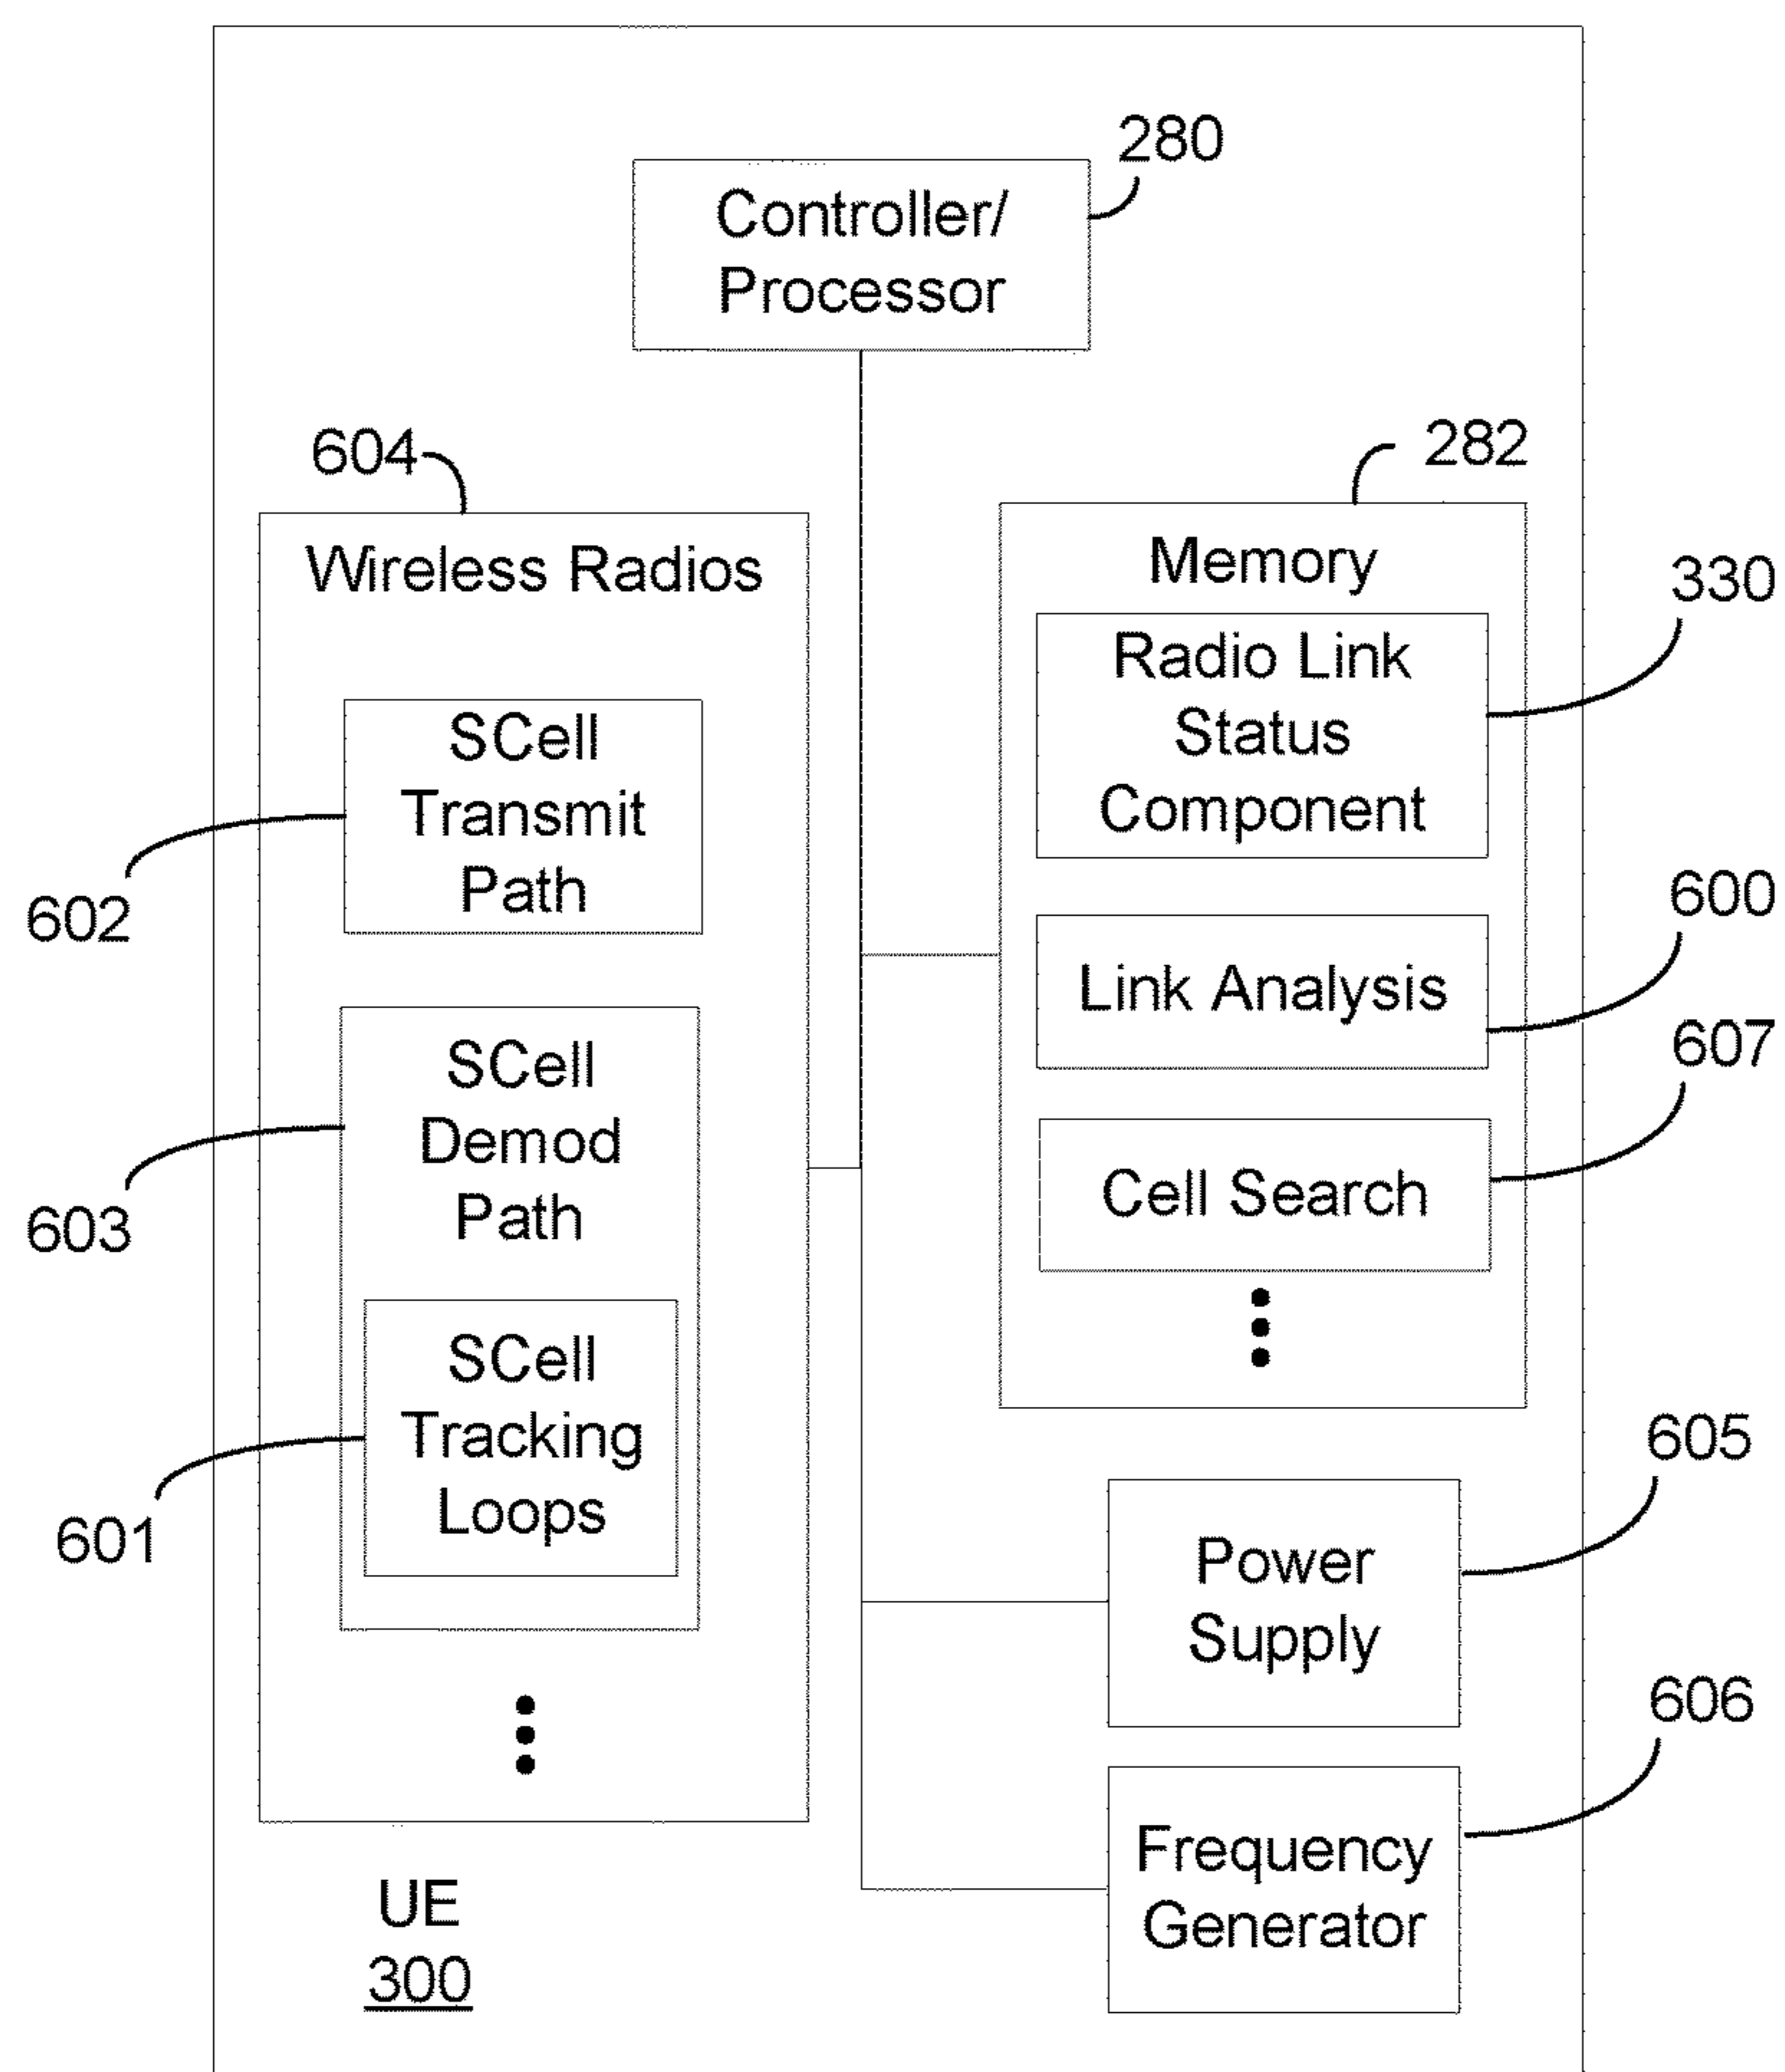 280
Controller/
Processor
604
Wireless Radios
282
Memory
330
Radio Link
Status
Component
SCell
Transmit
Path
602
600
Link Analysis
607
SCell
Demod
Path
603
Cell Search
SCell
Tracking
Loops
601
605
Power
Supply
606
Frequency
Generator
UE
300